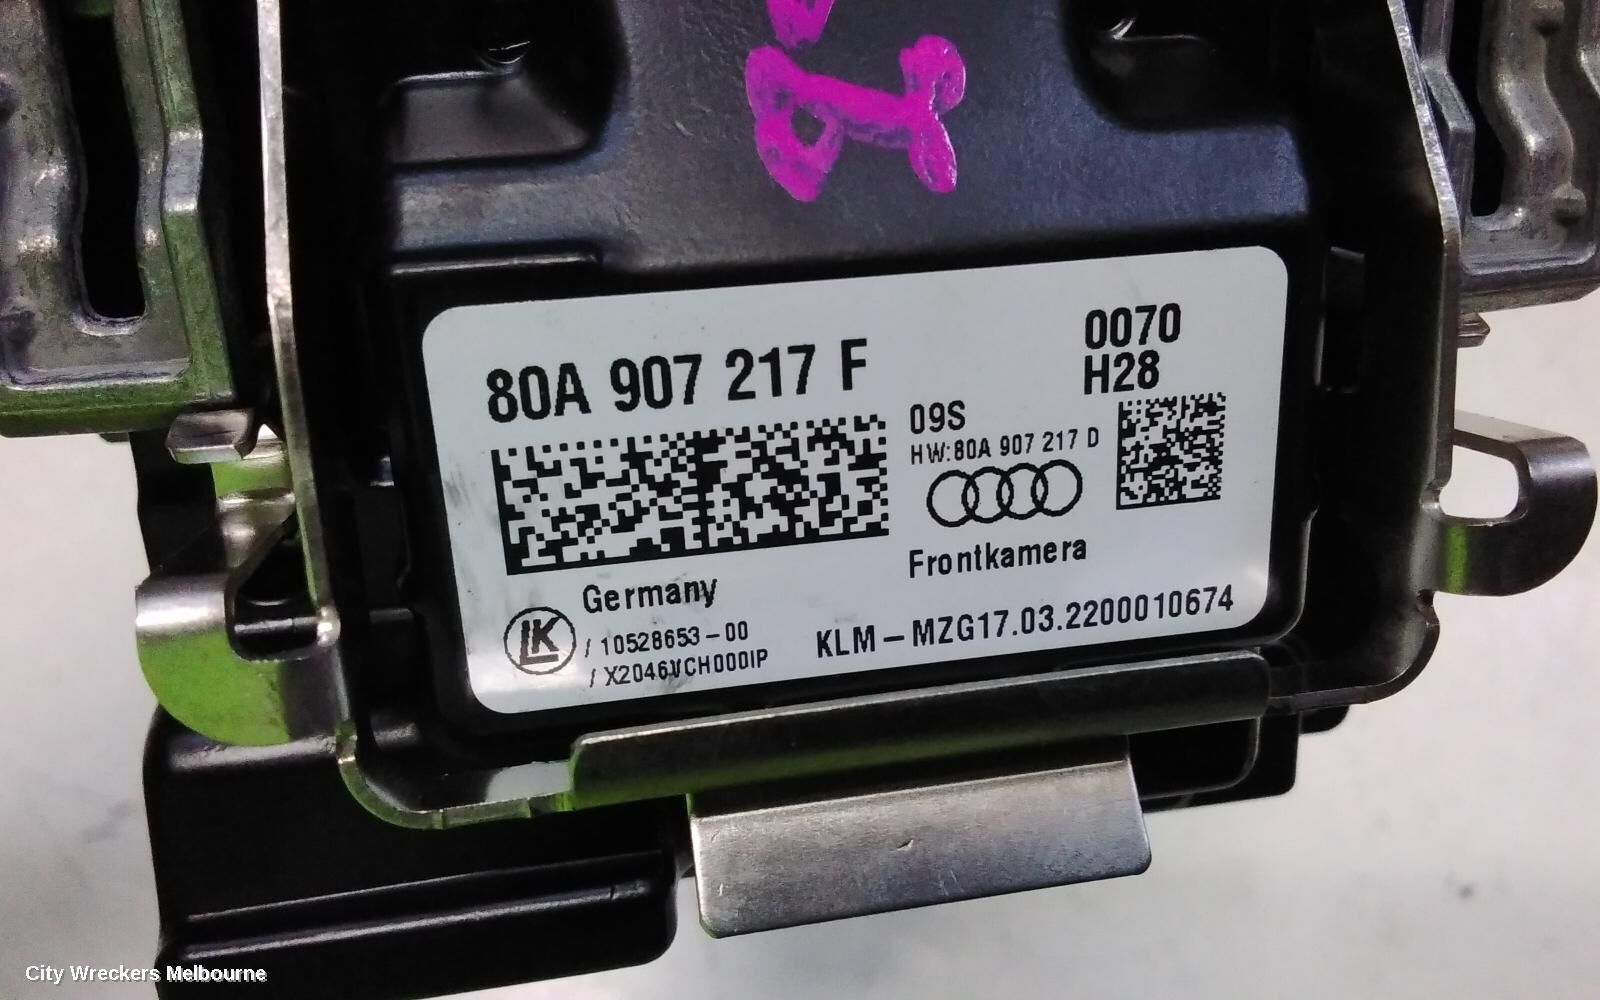 80A 907 217 F
0070
H28
09S
HW:80A 907 217 D
Frontkamera
Germany
LK
/ 10528653-00
/ X2046VCH000IP
KLM-MZG17.03.2200010674
City Wreckers Melbourne